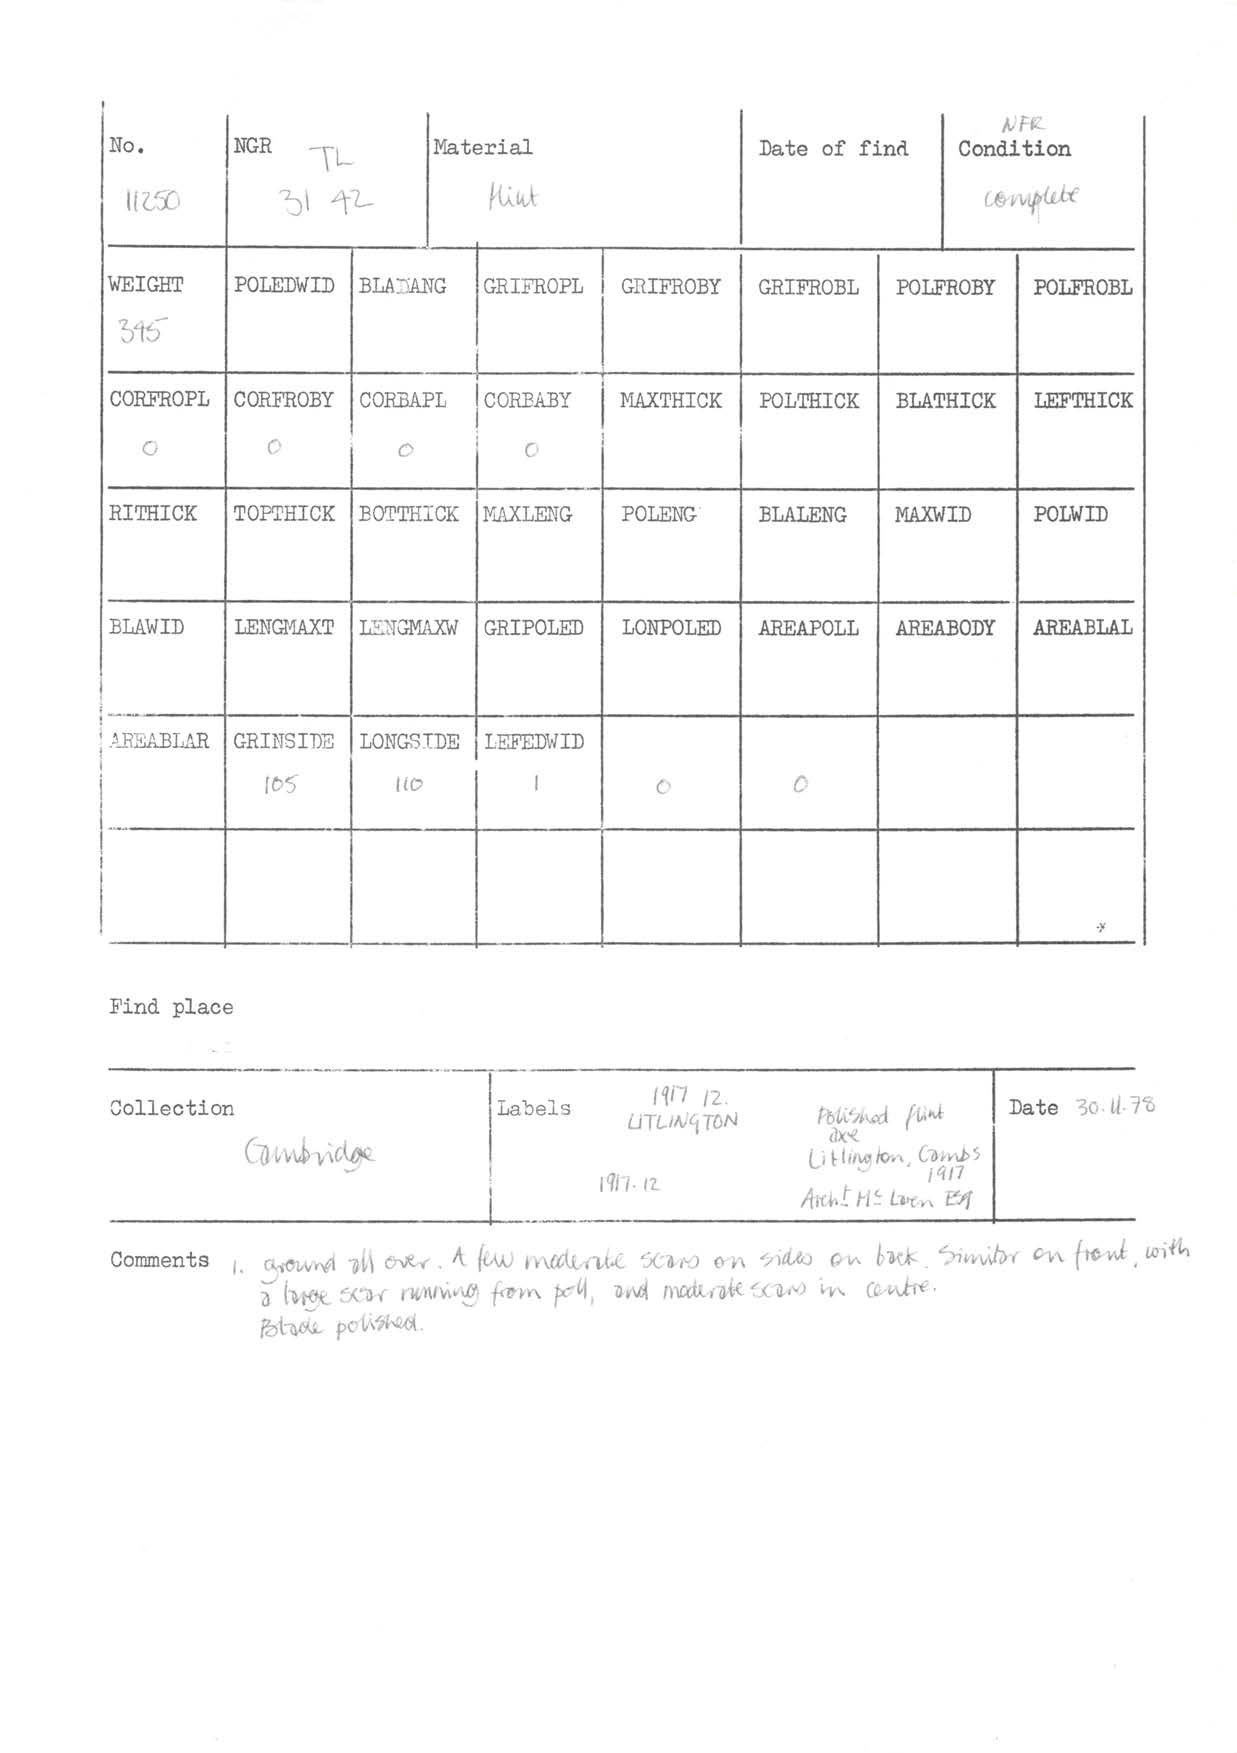 No. NGR Material Date of find NFR Condition
TL
11250 31 42 flint complete
WEIGHT POLEDWID BLADANG GRIFROPL GRIFROBY GRIFROBL POLFROBY POLFROBL
395
CORFROPL CORFROBY CORBAPL CORBABY MAXTHICK POLTHICK BLATHICK LEFTHICK
0 0 0 0
RITHICK TOPTHICK BOTTHICK MAXLENG POLENG BLALENG MAXWID POLWID
BLAWID LENGMAXT LENGMAXW GRIPOLED LONPOLED AREAPOLL AREABODY AREABLAL
AREABLAR GRINSIDE LONGSIDE LEFEDWID
105 110 1 0 0
Find place
Collection
Cambridge
Labels
1917 12.
LITLINGTON
1917.12
Polished flint
axe
Litlington, Cambs
1917
Archt Mc Esq
Date 30.11.78
Comments 1. ground all over. A few moderate scars on sides on back. Similar on front, with
a large scar running from poll, and moderate scars in centre.
Blade polished.